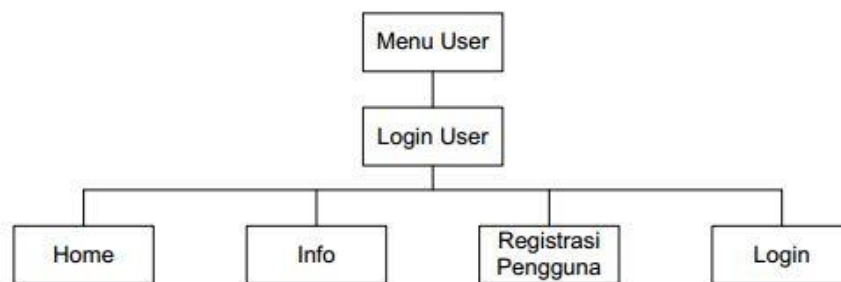 Menu User
Login User
Home
Info
Registrasi
Pengguna
Login